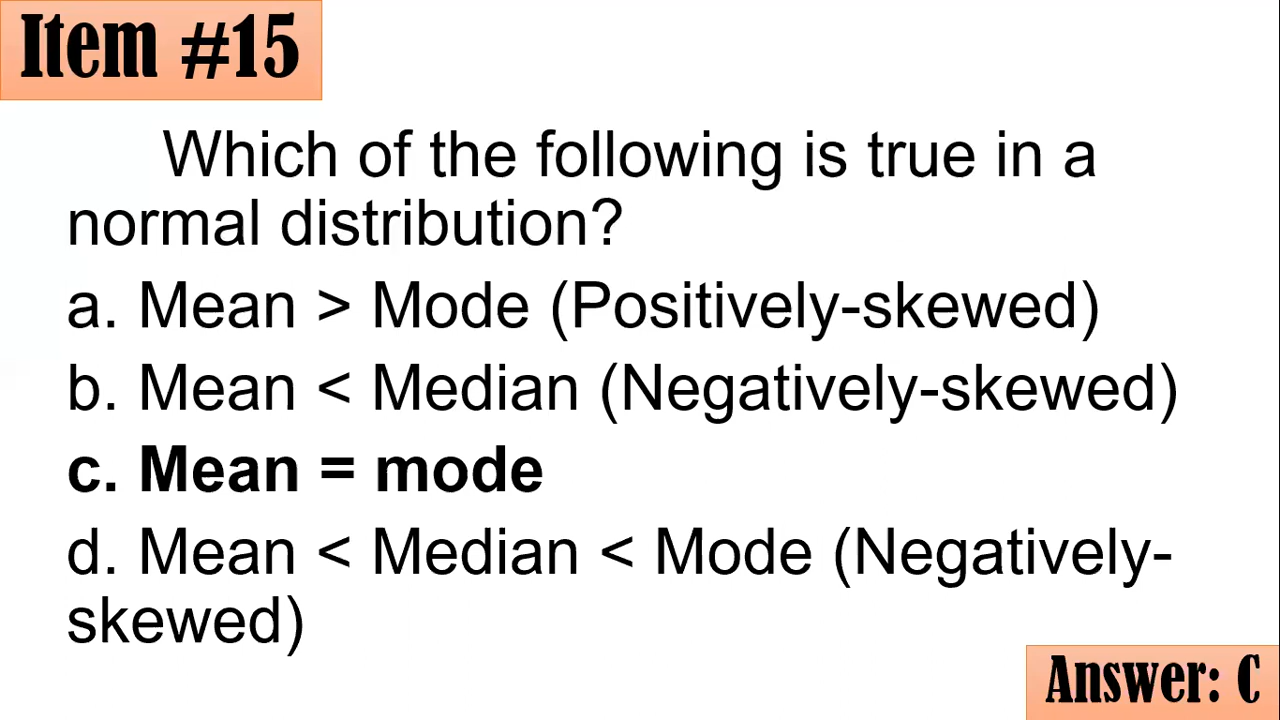 Item #15
Which of the following is true in a
normal distribution?
a. Mean > Mode (Positively-skewed)
b. Mean < Median (Negatively-skewed)
c. Mean = mode
d. Mean < Median < Mode (Negatively-
skewed)
Answer: C